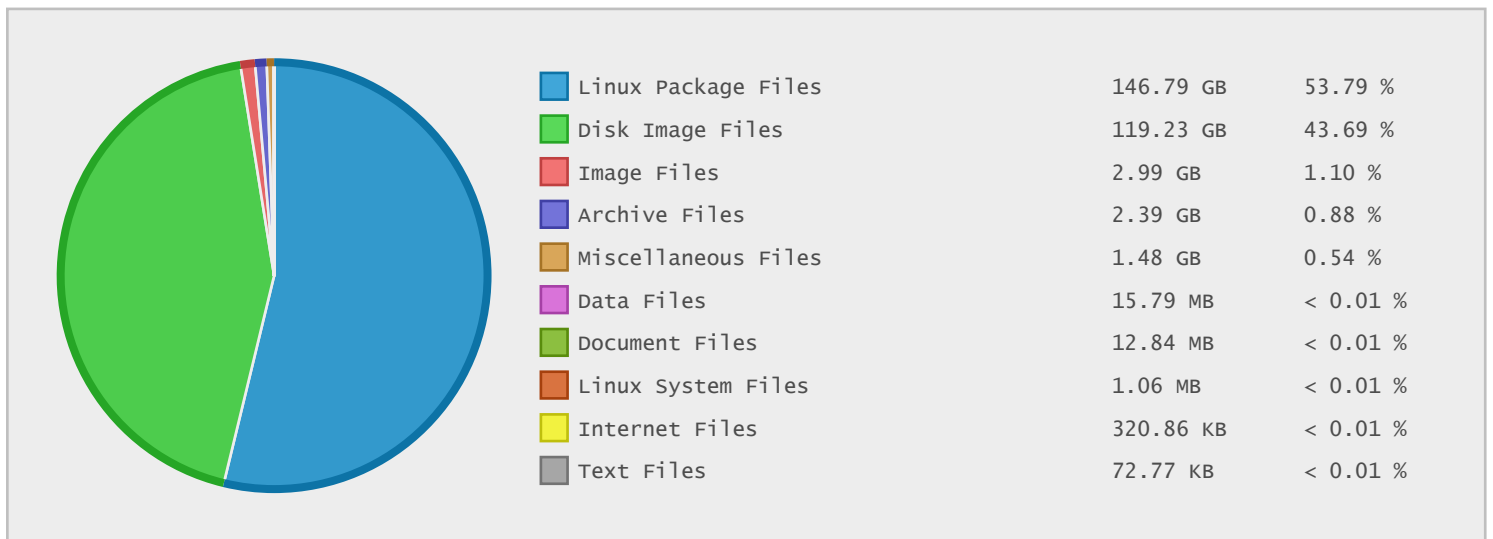 Linux Package Files 146.79 GB 53.79 %
Disk Image Files 119.23 GB 43.69 %
Image Files 2.99 GB 1.10 %
Archive Files 2.39 GB 0.88 %
Miscellaneous Files 1.48 GB 0.54 %
Data Files 15.79 MB < 0.01 %
Document Files 12.84 MB < 0.01 %
Linux System Files 1.06 MB < 0.01 %
Internet Files 320.86 KB < 0.01 %
Text Files 72.77 KB < 0.01 %